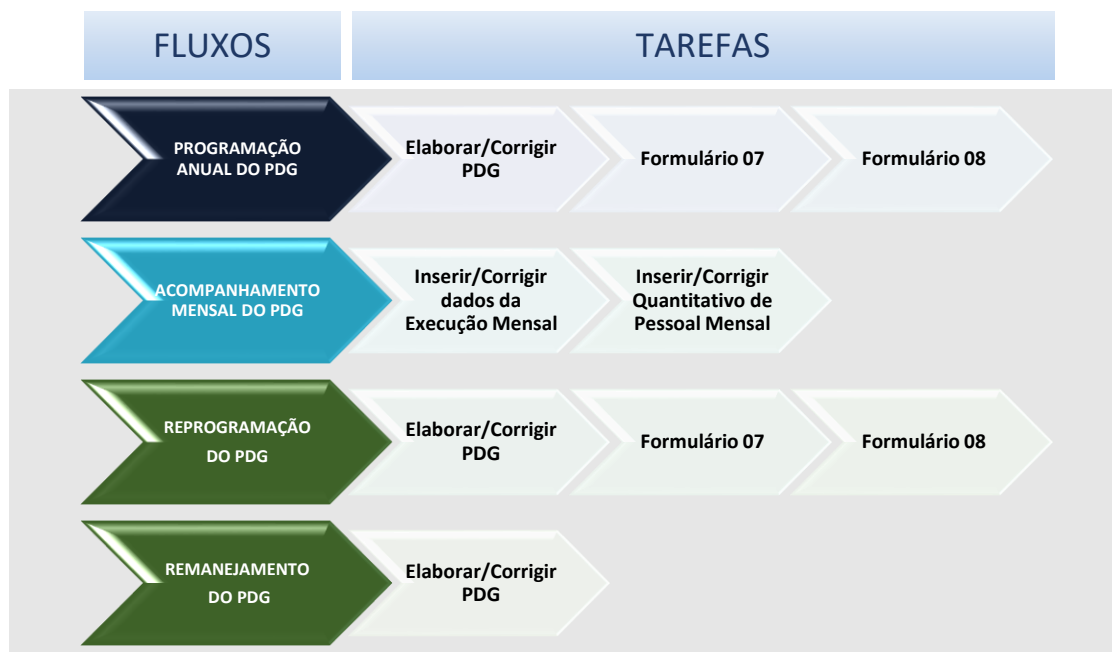 FLUXOS
TAREFAS
PROGRAMAÇÃO
ANUAL DO PDG
Elaborar/Corrigir
PDG
Formulário 07
Formulário 08
ACOMPANHAMENTO
MENSAL DO PDG
Inserir/Corrigir
dados da
Execução Mensal
Inserir/Corrigir
Quantitativo de
Pessoal Mensal
REPROGRAMAÇÃO
DO PDG
Elaborar/Corrigir
PDG
Formulário 07
Formulário 08
REMANEJAMENTO
DO PDG
Elaborar/Corrigir
PDG